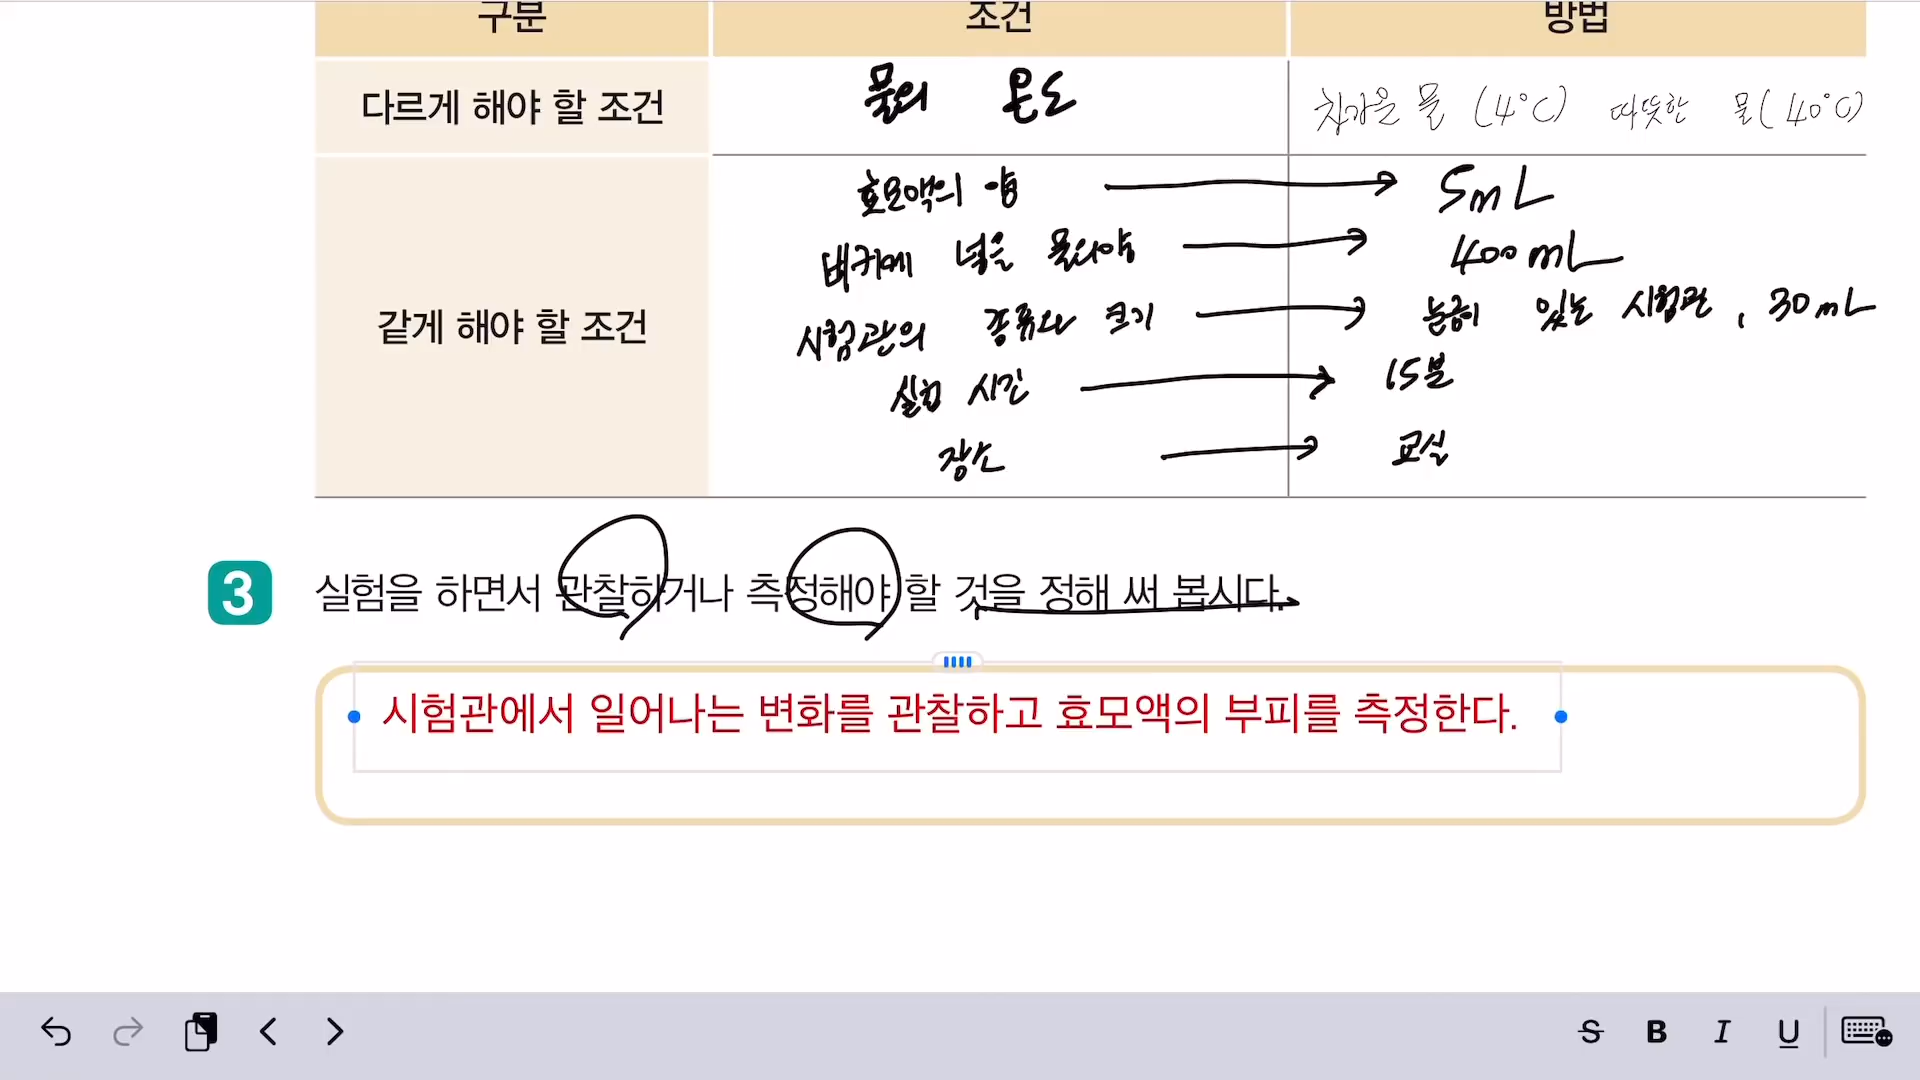 구분 조건 방법
다르게 해야 할 조건 물의 온도 차가운 물 (4°C) 따뜻한 물(40°C)
같게 해야 할 조건
효모액의 양 → 5mL
비커에 넣을 물의 양 → 400mL
시험관의 종류와 크기 → 눈금이 있는 시험관, 30mL
실험 시간 → 15분
장소 → 교실
3 실험을 하면서 관찰하거나 측정해야 할 것을 정해 써 봅시다.
시험관에서 일어나는 변화를 관찰하고 효모액의 부피를 측정한다.
S B I U